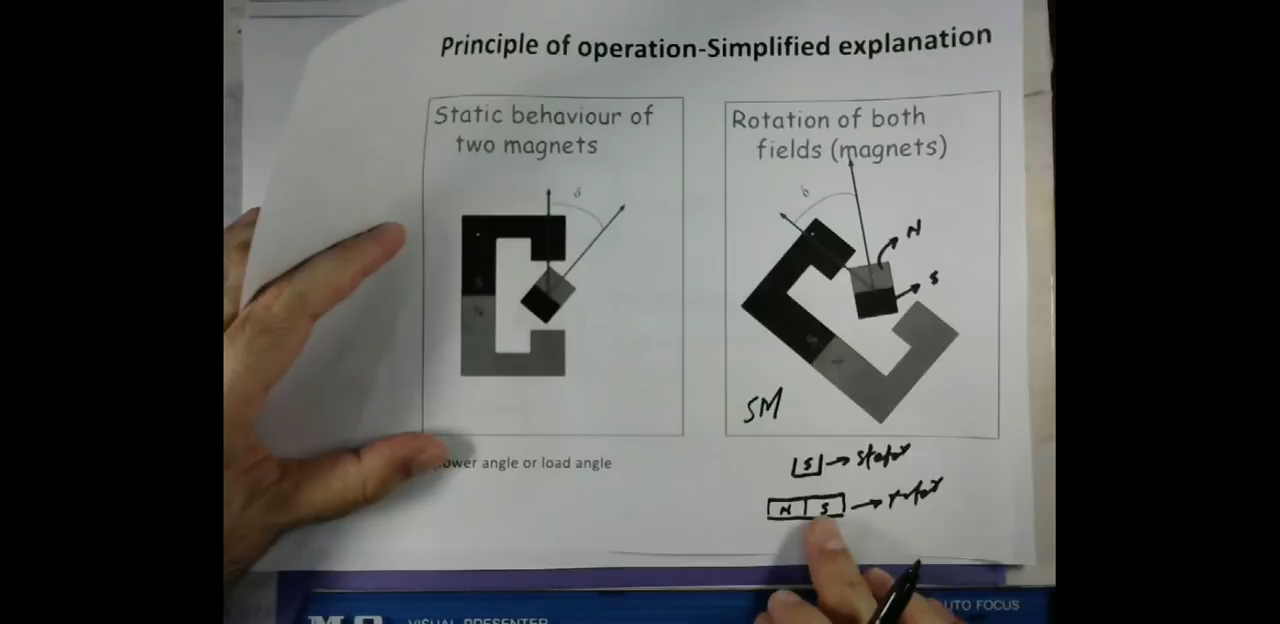 Principle of operation-Simplified explanation
Static behaviour of
two magnets
δ
S
N
Rotation of both
fields (magnets)
δ
N
S
S
N
SM
ower angle or load angle
S → stator
N S → rotor
VISUAL PRESENTER
AUTO FOCUS